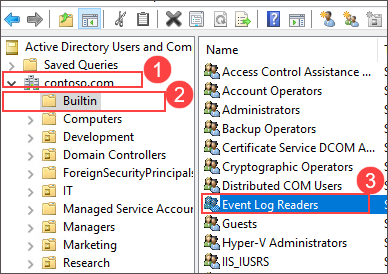 Active Directory Users and Com
Saved Queries
contoso.com
1
Builtin
2
Computers
Development
Domain Controllers
ForeignSecurityPrincipals
IT
Managed Service Accou
Managers
Marketing
Research
Name
Access Control Assistance ...
Account Operators
Administrators
Backup Operators
Certificate Service DCOM A
Cryptographic Operators
Distributed COM Users
3
Event Log Readers
Guests
Hyper-V Administrators
IIS_IUSRS